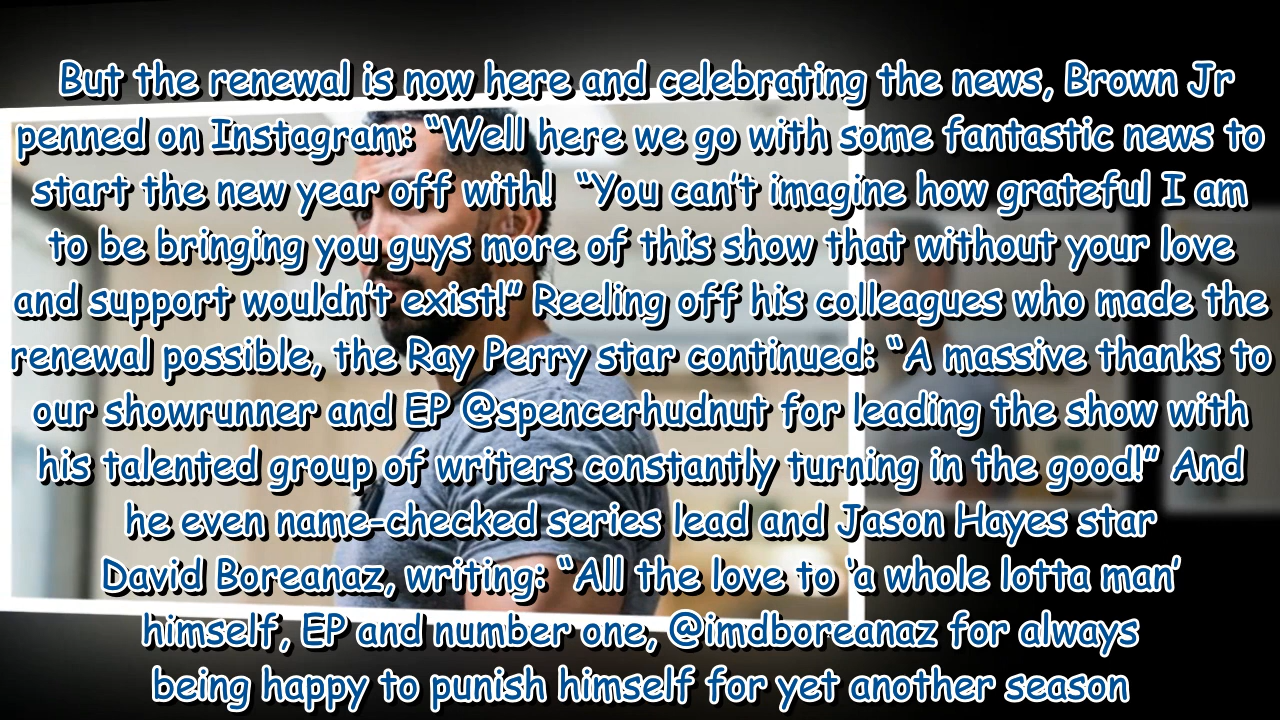 But the renewal is now here and celebrating the news, Brown Jr
penned on Instagram: “Well here we go with some fantastic news to
start the new year off with!  “You can’t imagine how grateful I am
to be bringing you guys more of this show that without your love
and support wouldn’t exist!” Reeling off his colleagues who made the
renewal possible, the Ray Perry star continued: “A massive thanks to
our showrunner and EP @spencerhudnut for leading the show with
his talented group of writers constantly turning in the good!” And
he even name-checked series lead and Jason Hayes star
David Boreanaz, writing: “All the love to ‘a whole lotta man’
himself, EP and number one, @imdboreanaz for always
being happy to punish himself for yet another season